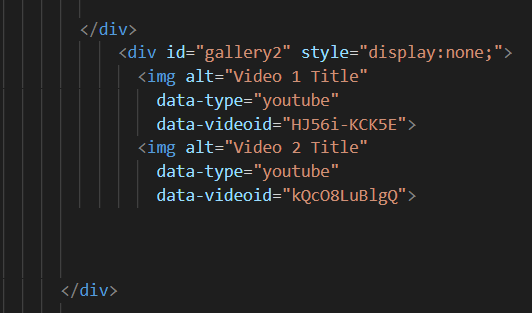 </div>
<div id="gallery2" style="display:none;">
<img alt="Video 1 Title"
data-type="youtube"
data-videoid="HJ56i-KCK5E">
<img alt="Video 2 Title"
data-type="youtube"
data-videoid="kQcO8LuBlgQ">
</div>